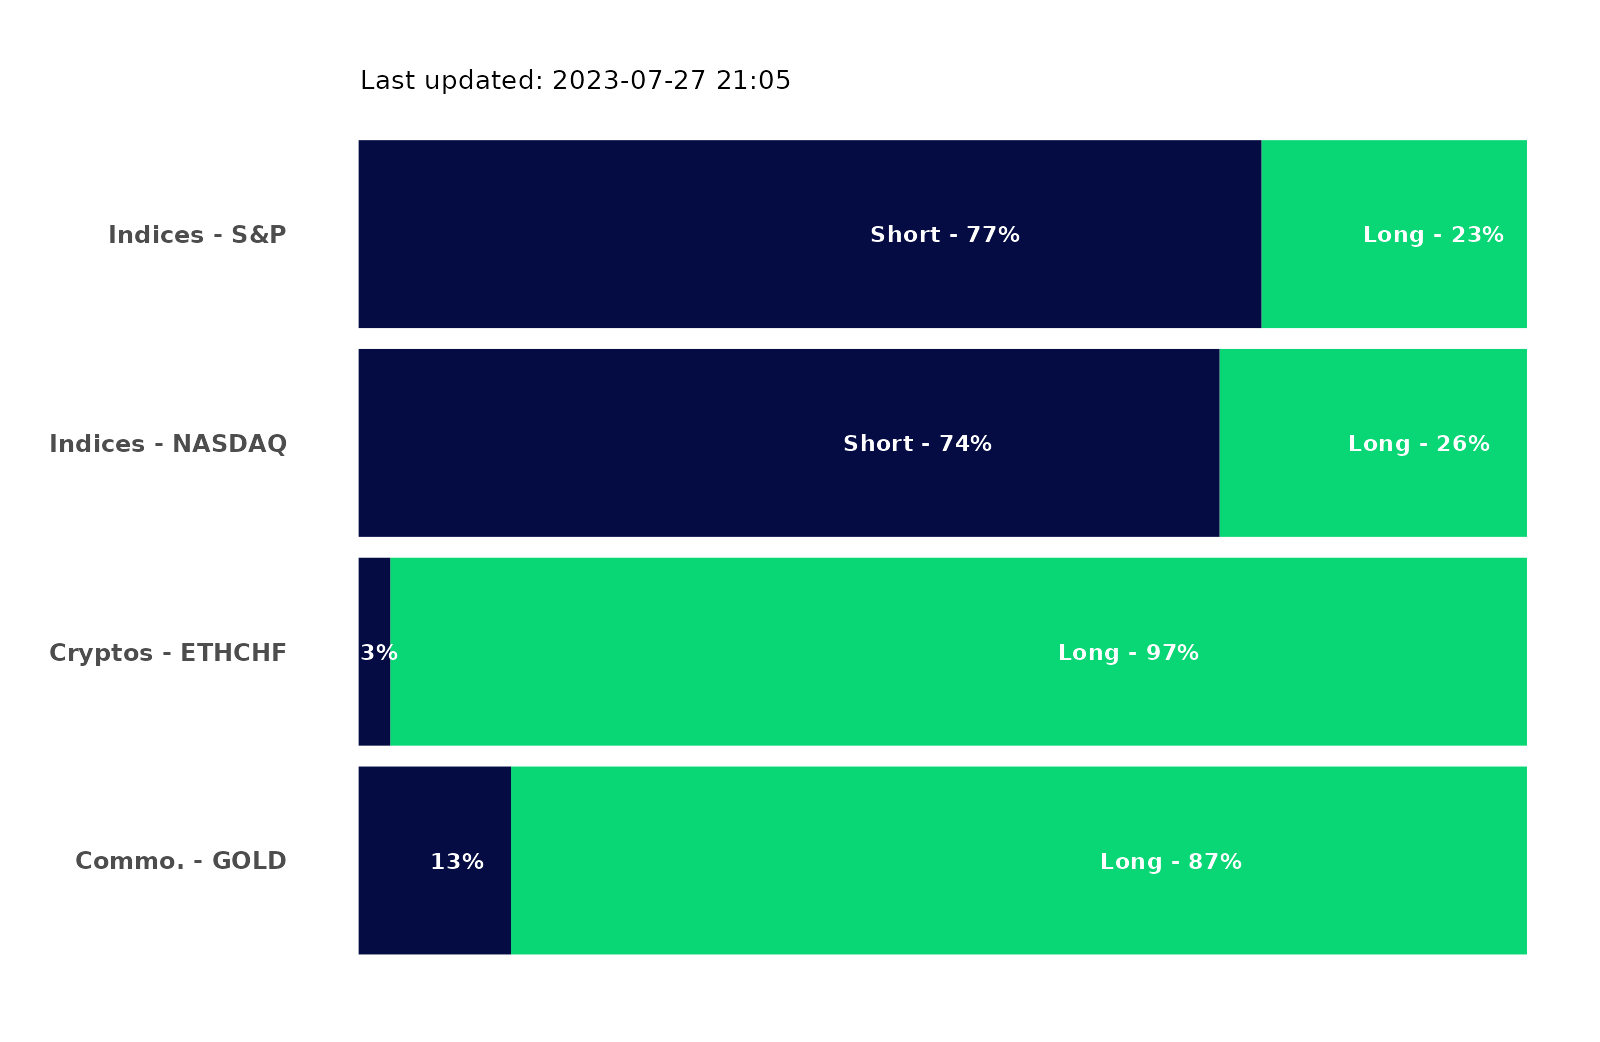 Last updated: 2023-07-27 21:05
Indices - S&P
Short - 77%
Long - 23%
Indices - NASDAQ
Short - 74%
Long - 26%
Cryptos - ETHCHF
3%
Long - 97%
Commo. - GOLD
13%
Long - 87%